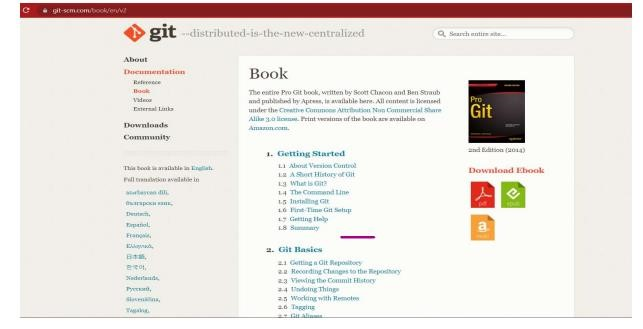 git-scm.com/book/en/v2
git --distributed-is-the-new-centralized
Search entire site...
About
Documentation
Reference
Book
Videos
External Links
Downloads
Community
This book is available in English.
Full translation available in
azərbaycan dili,
български език,
Deutsch,
Español,
Français,
Ελληνικά,
日本語,
한국어,
Nederlands,
Русский,
Slovenščina,
Tagalog,
Book
The entire Pro Git book, written by Scott Chacon and Ben Straub
and published by Apress, is available here. All content is licensed
under the Creative Commons Attribution Non Commercial Share
Alike 3.0 license. Print versions of the book are available on
Amazon.com.
1. Getting Started
1.1 About Version Control
1.2 A Short History of Git
1.3 What is Git?
1.4 The Command Line
1.5 Installing Git
1.6 First-Time Git Setup
1.7 Getting Help
1.8 Summary
2. Git Basics
2.1 Getting a Git Repository
2.2 Recording Changes to the Repository
2.3 Viewing the Commit History
2.4 Undoing Things
2.5 Working with Remotes
2.6 Tagging
2.7 Git Aliases
Pro
Git
2nd Edition (2014)
Download Ebook
pdf
epub
a